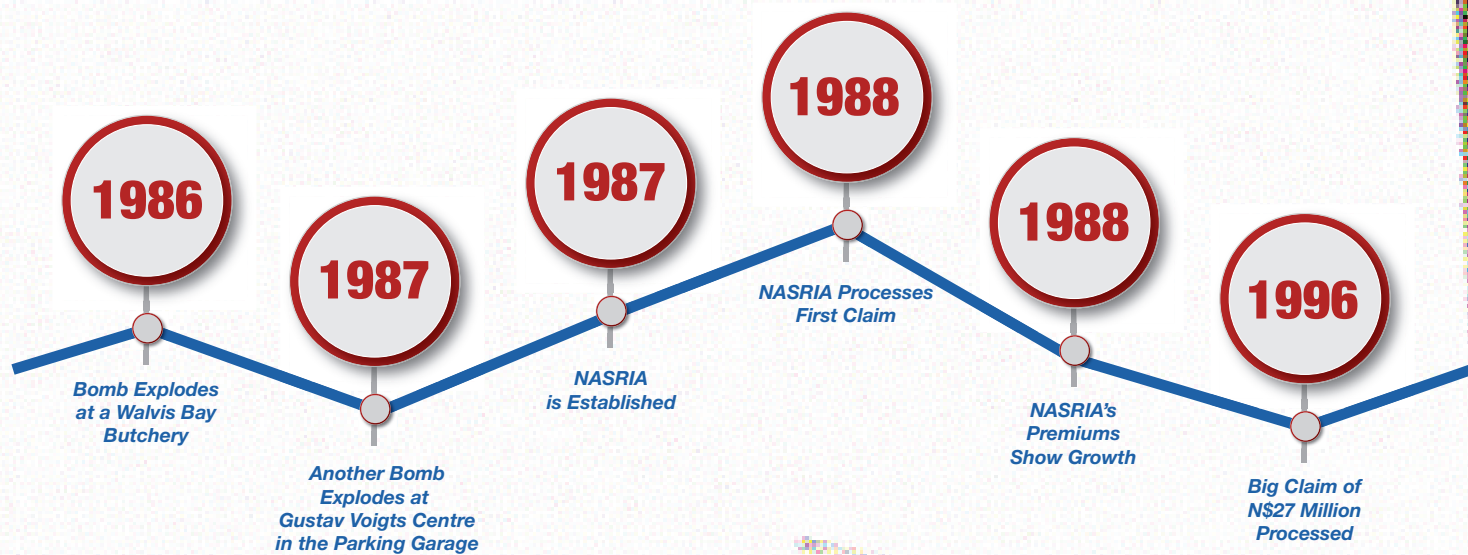 1986
Bomb Explodes
at a Walvis Bay
Butchery
1987
Another Bomb
Explodes at
Gustav Voigts Centre
in the Parking Garage
1987
NASRIA
is Established
1988
NASRIA Processes
First Claim
1988
NASRIA’s
Premiums
Show Growth
1996
Big Claim of
N$27 Million
Processed